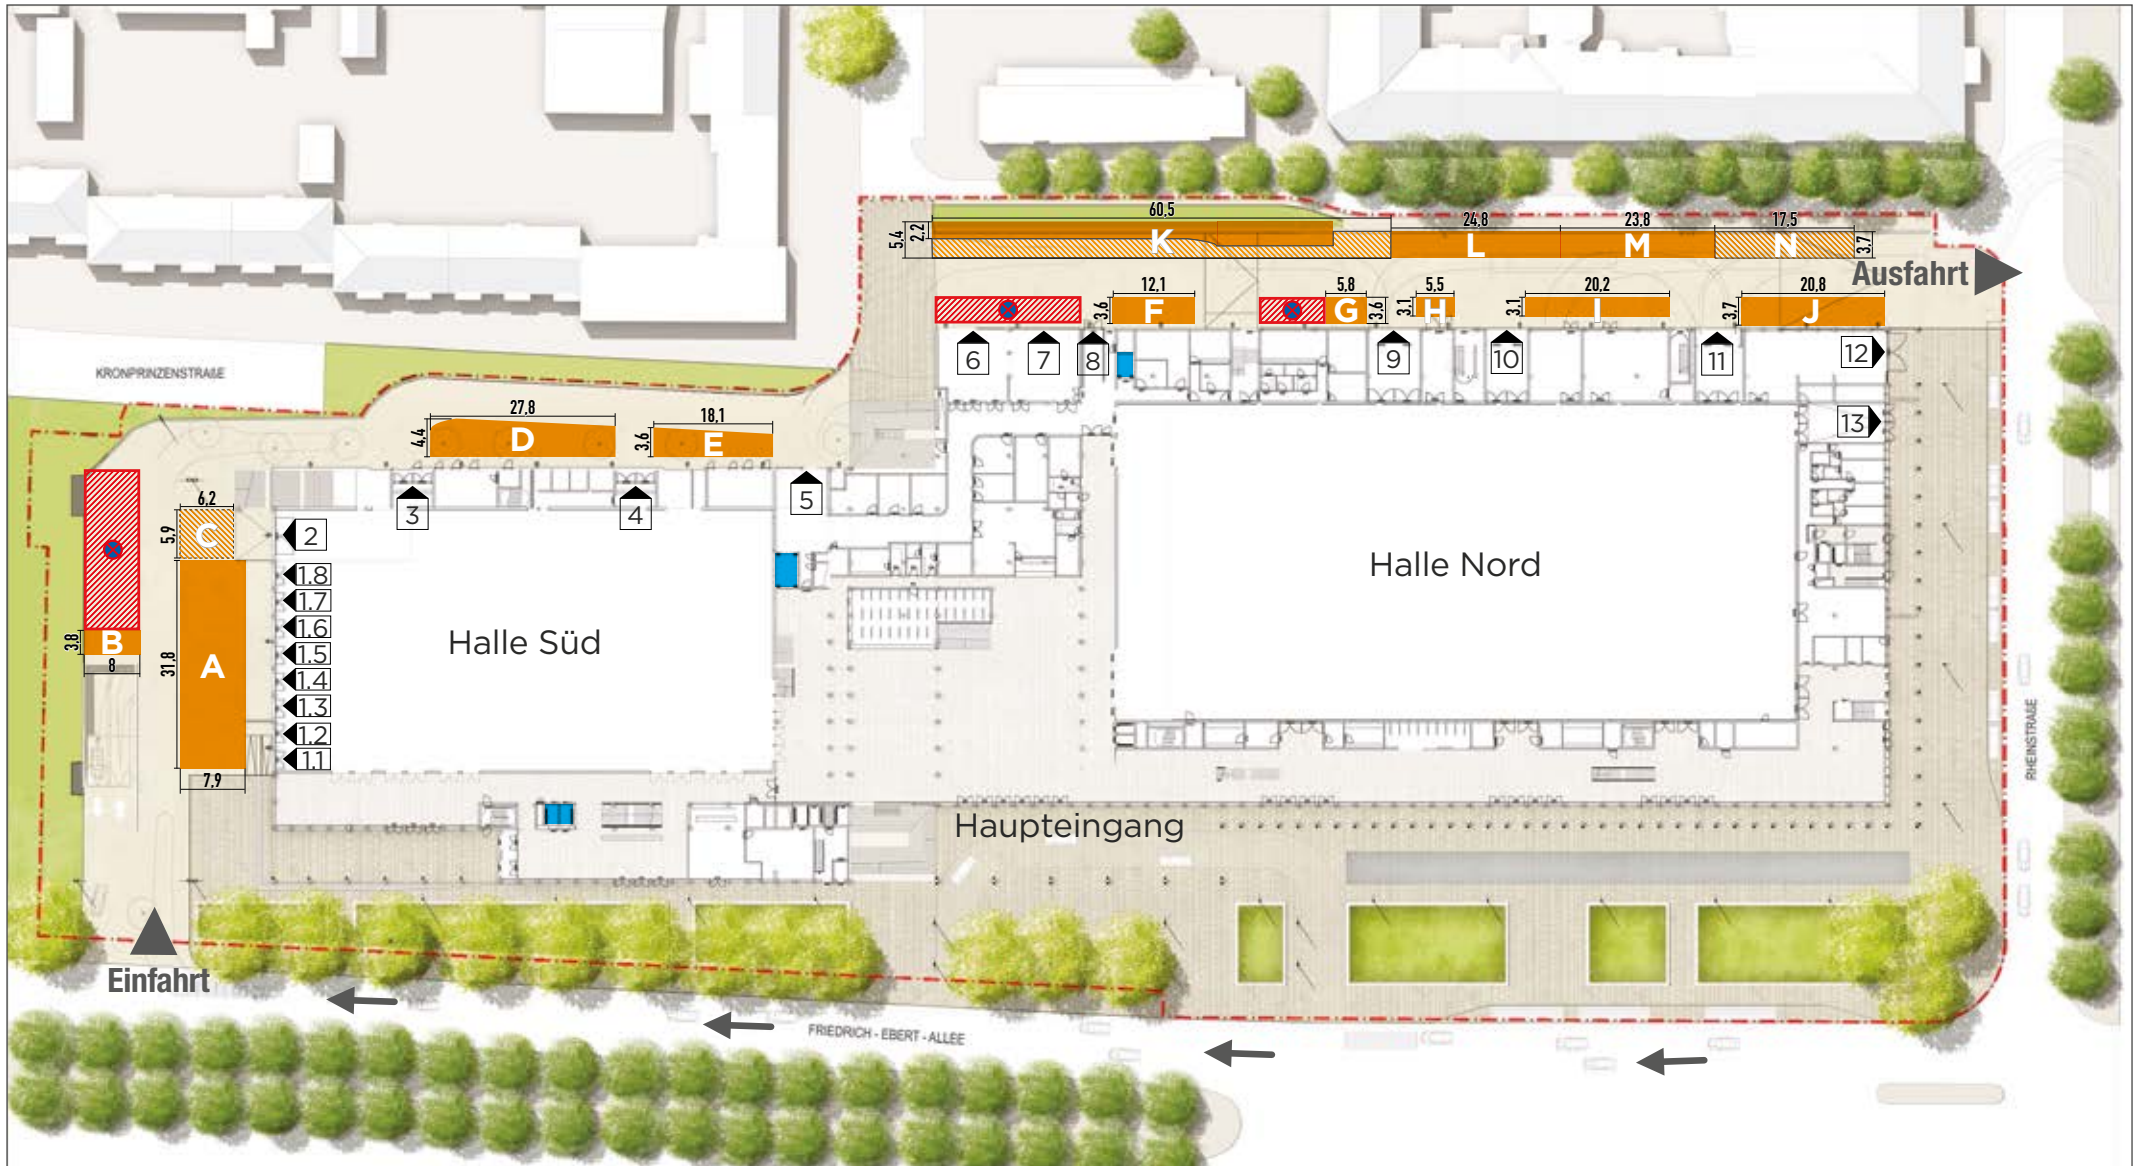 60,5
24,8
23,8
17,5
5,4
2,2
K
L
M
N
3,7
Ausfahrt
12,1
5,8
5,5
20,2
20,8
3,6
F
G
3,6
3,1
H
3,1
I
3,7
J
6
7
8
9
10
11
12
13
KRONPRINZENSTRAßE
27,8
18,1
4,4
D
3,6
E
3
4
5
6,2
5,9
C
2
1.8
1.7
1.6
1.5
1.4
1.3
1.2
1.1
3,8
B
8
31,8
A
7,9
Halle Süd
Halle Nord
Haupteingang
RHEINSTRAßE
Einfahrt
FRIEDRICH - EBERT - ALLEE